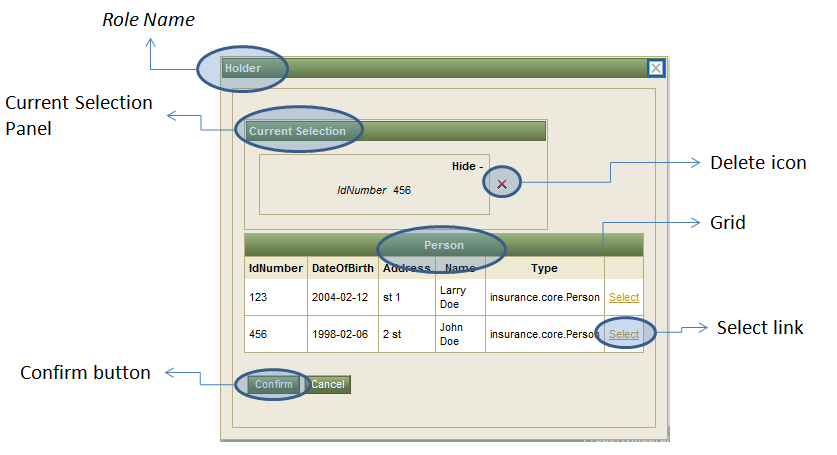 Role Name
Holder
Current Selection
Panel
Current Selection
Hide -
IdNumber 456
Delete icon
Grid
Person
IdNumber DateOfBirth Address Name Type
123 2004-02-12 st 1 Larry
Doe insurance.core.Person Select
456 1998-02-06 2 st John
Doe insurance.core.Person Select
Select link
Confirm button
Confirm Cancel